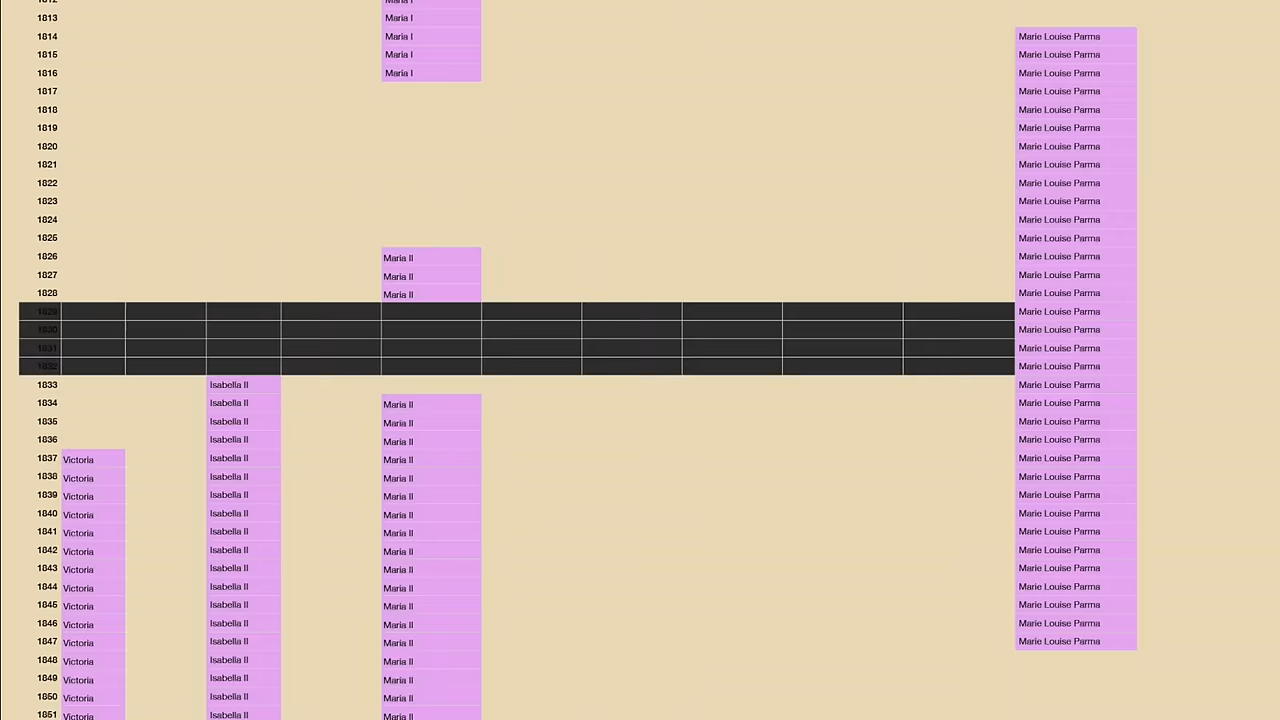 1812 Maria I
1813 Maria I
1814 Maria I Marie Louise Parma
1815 Maria I Marie Louise Parma
1816 Maria I Marie Louise Parma
1817 Marie Louise Parma
1818 Marie Louise Parma
1819 Marie Louise Parma
1820 Marie Louise Parma
1821 Marie Louise Parma
1822 Marie Louise Parma
1823 Marie Louise Parma
1824 Marie Louise Parma
1825 Marie Louise Parma
1826 Maria II Marie Louise Parma
1827 Maria II Marie Louise Parma
1828 Maria II Marie Louise Parma
1829 Marie Louise Parma
1830 Marie Louise Parma
1831 Marie Louise Parma
1832 Marie Louise Parma
1833 Isabella II Marie Louise Parma
1834 Isabella II Maria II Marie Louise Parma
1835 Isabella II Maria II Marie Louise Parma
1836 Isabella II Maria II Marie Louise Parma
1837 Victoria Isabella II Maria II Marie Louise Parma
1838 Victoria Isabella II Maria II Marie Louise Parma
1839 Victoria Isabella II Maria II Marie Louise Parma
1840 Victoria Isabella II Maria II Marie Louise Parma
1841 Victoria Isabella II Maria II Marie Louise Parma
1842 Victoria Isabella II Maria II Marie Louise Parma
1843 Victoria Isabella II Maria II Marie Louise Parma
1844 Victoria Isabella II Maria II Marie Louise Parma
1845 Victoria Isabella II Maria II Marie Louise Parma
1846 Victoria Isabella II Maria II Marie Louise Parma
1847 Victoria Isabella II Maria II Marie Louise Parma
1848 Victoria Isabella II Maria II
1849 Victoria Isabella II Maria II
1850 Victoria Isabella II Maria II
1851 Victoria Isabella II Maria II